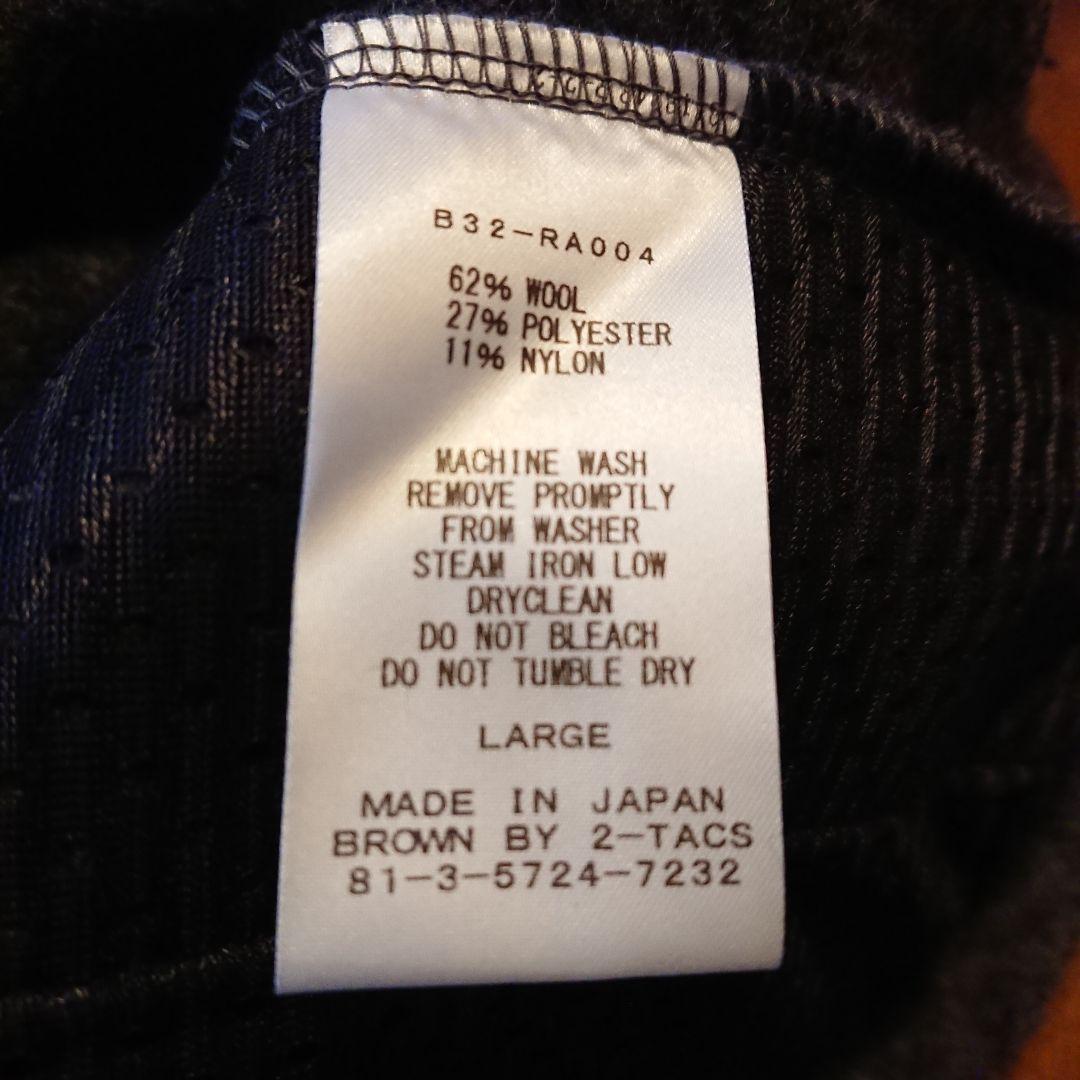 B32-RA004
62% WOOL
27% POLYESTER
11% NYLON
MACHINE WASH
REMOVE PROMPTLY
FROM WASHER
STEAM IRON LOW
DRYCLEAN
DO NOT BLEACH
DO NOT TUMBLE DRY
LARGE
MADE IN JAPAN
BROWN BY 2-TACS
81-3-5724-7232